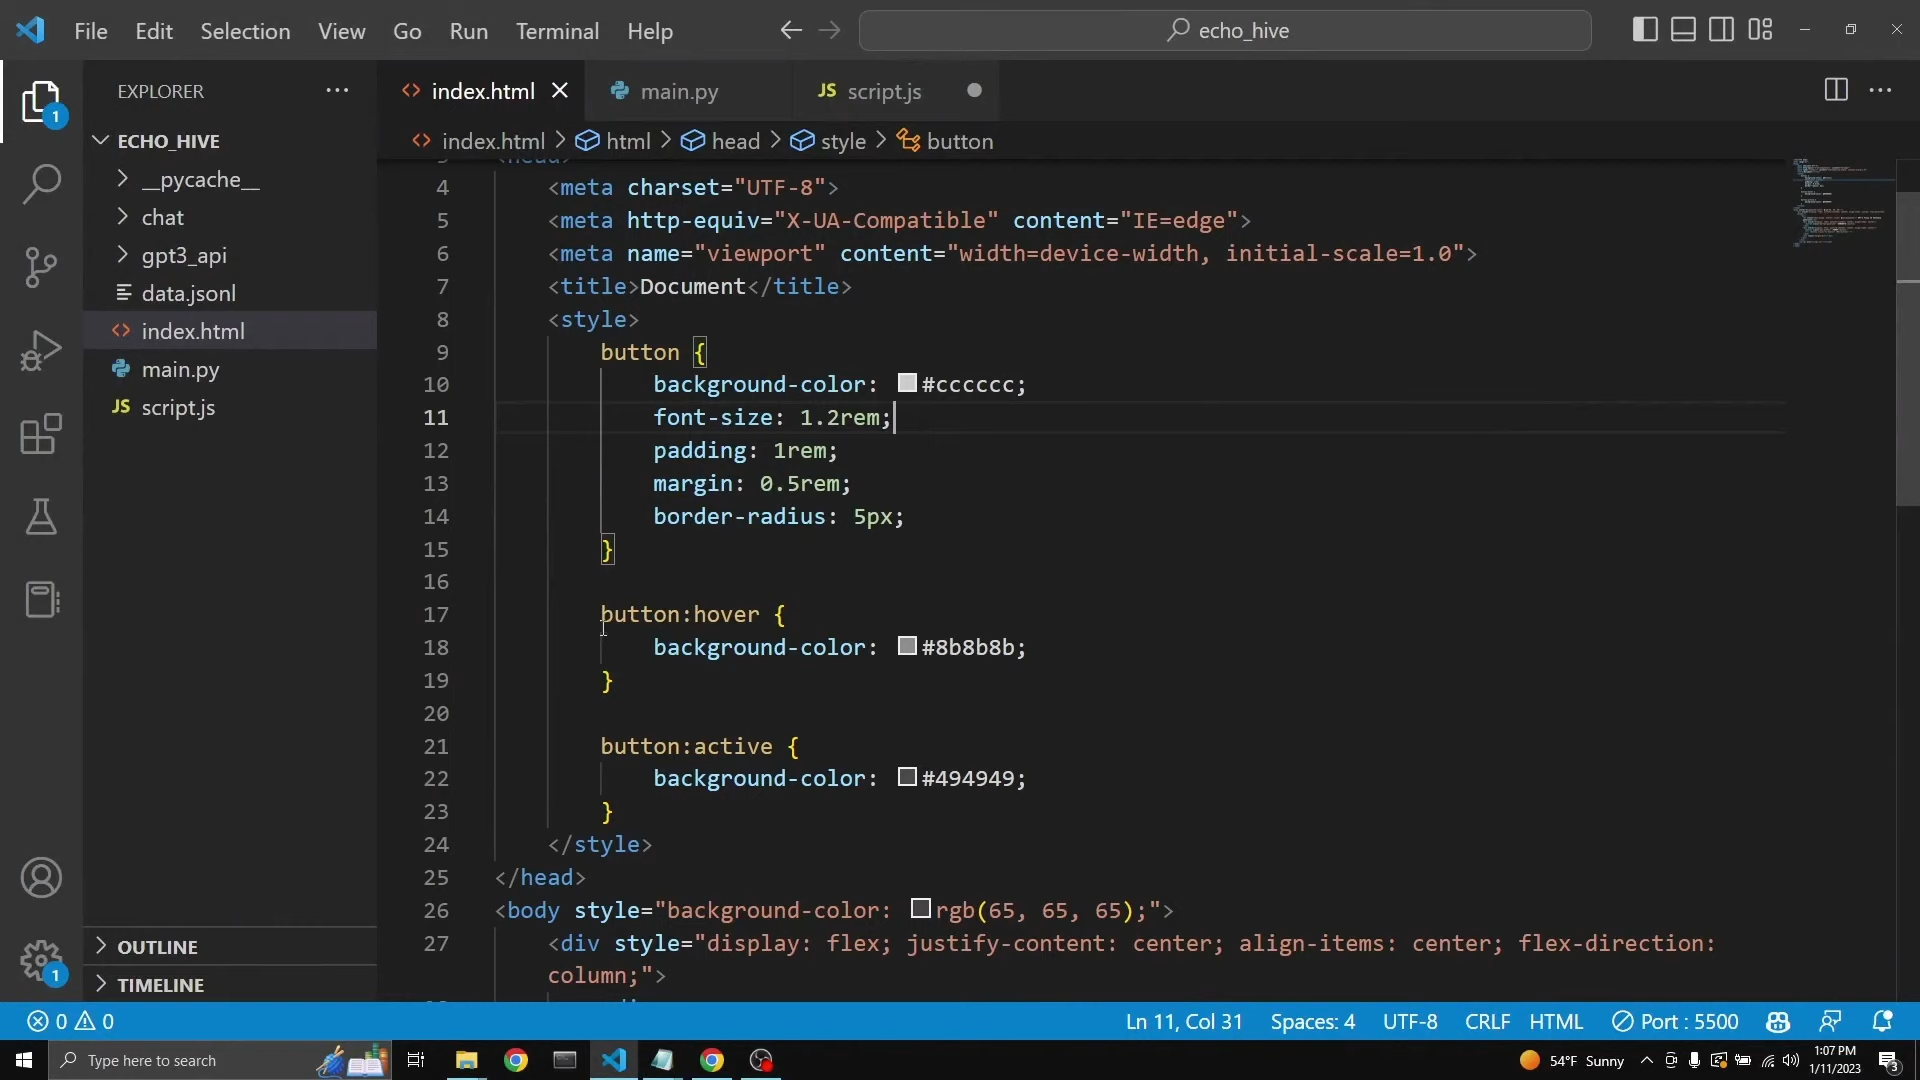 File Edit Selection View Go Run Terminal Help
echo_hive
EXPLORER
1
ECHO_HIVE
__pycache__
chat
gpt3_api
data.jsonl
index.html
main.py
script.js
OUTLINE
TIMELINE
1
index.html
main.py
JS script.js
index.html > html > head > style > button
4 <meta charset="UTF-8">
5 <meta http-equiv="X-UA-Compatible" content="IE=edge">
6 <meta name="viewport" content="width=device-width, initial-scale=1.0">
7 <title>Document</title>
8 <style>
9 button {
10 background-color: #cccccc;
11 font-size: 1.2rem;
12 padding: 1rem;
13 margin: 0.5rem;
14 border-radius: 5px;
15 }
16
17 button:hover {
18 background-color: #8b8b8b;
19 }
20
21 button:active {
22 background-color: #494949;
23 }
24 </style>
25 </head>
26 <body style="background-color: rgb(65, 65, 65);">
27 <div style="display: flex; justify-content: center; align-items: center; flex-direction:
column;">
0 0
Ln 11, Col 31 Spaces: 4 UTF-8 CRLF HTML Port : 5500
Type here to search
54°F Sunny
1:07 PM
1/11/2023
3